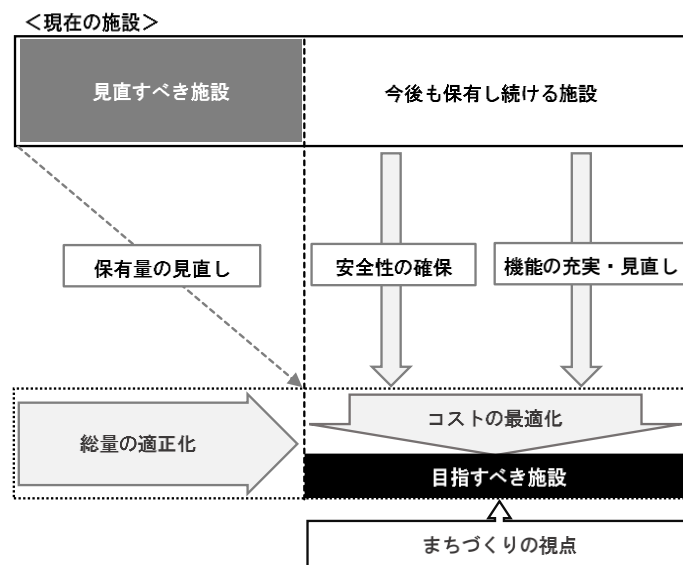 ＜現在の施設＞
見直すべき施設
今後も保有し続ける施設
保有量の見直し
安全性の確保
機能の充実・見直し
総量の適正化
コストの最適化
目指すべき施設
まちづくりの視点